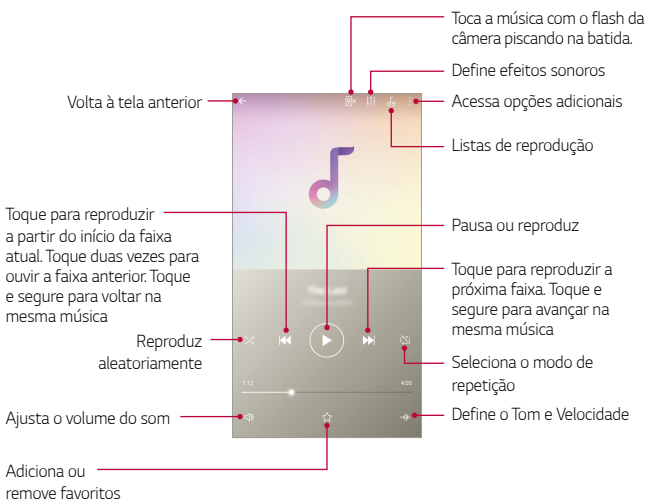 Toca a música com o flash da
câmera piscando na batida.
Define efeitos sonoros
Volta à tela anterior
Acessa opções adicionais
Listas de reprodução
Toque para reproduzir
a partir do início da faixa
atual. Toque duas vezes para
ouvir a faixa anterior. Toque
e segure para voltar na
mesma música
Pausa ou reproduz
Toque para reproduzir a
próxima faixa. Toque e
segure para avançar na
mesma música
Reproduz
aleatoriamente
Seleciona o modo de
repetição
1:12
4:05
Ajusta o volume do som
Define o Tom e Velocidade
Adiciona ou
remove favoritos